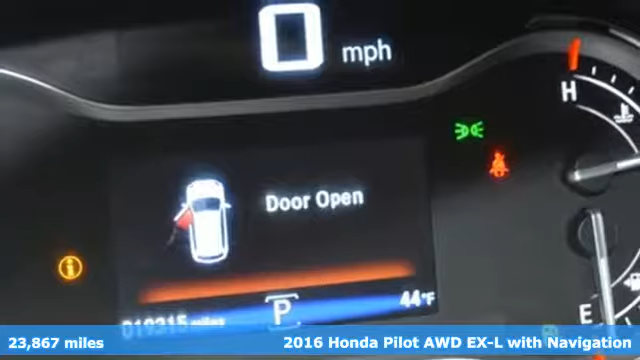 0 mph
H
Door Open
P
44°F
E
23,867 miles
2016 Honda Pilot AWD EX-L with Navigation